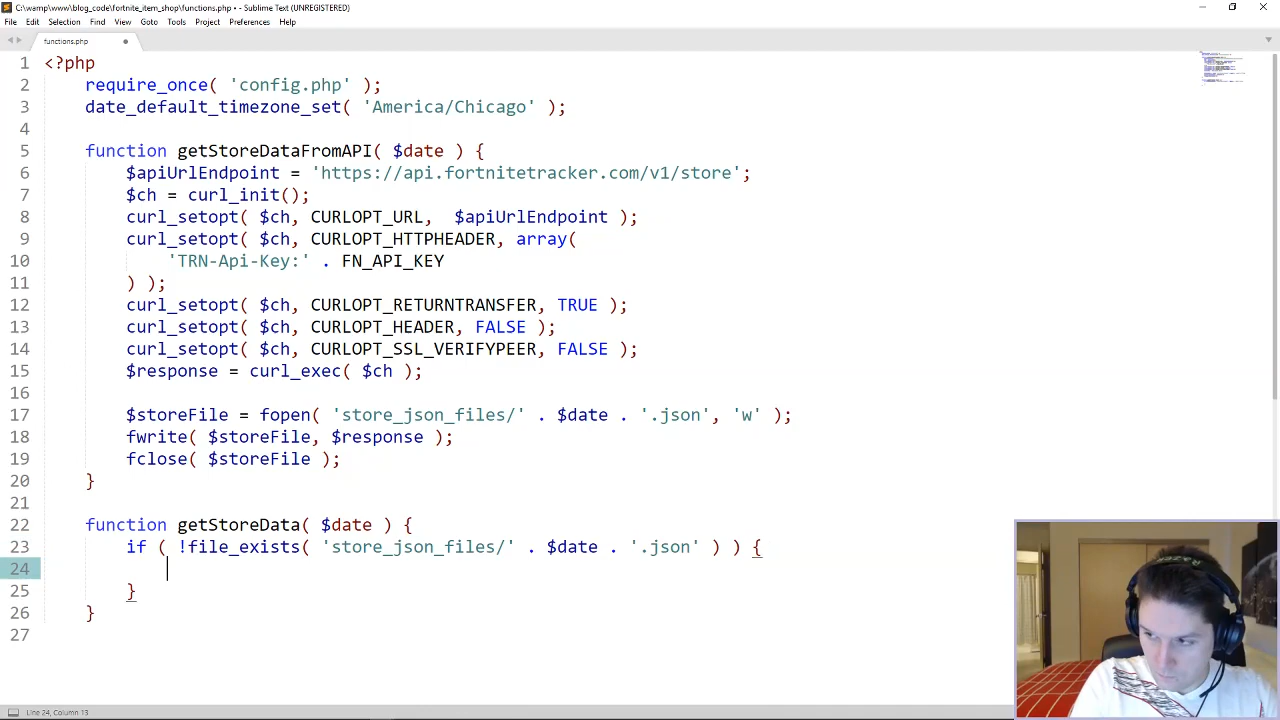 C:\wamp\www\blog_code\fortnite_item_shop\functions.php • - Sublime Text (UNREGISTERED)
File Edit Selection Find View Goto Tools Project Preferences Help
functions.php
1 <?php
2 require_once( 'config.php' );
3 date_default_timezone_set( 'America/Chicago' );
4
5 function getStoreDataFromAPI( $date ) {
6 $apiUrlEndpoint = 'https://api.fortnitetracker.com/v1/store';
7 $ch = curl_init();
8 curl_setopt( $ch, CURLOPT_URL,  $apiUrlEndpoint );
9 curl_setopt( $ch, CURLOPT_HTTPHEADER, array(
10 'TRN-Api-Key:' . FN_API_KEY
11 ) );
12 curl_setopt( $ch, CURLOPT_RETURNTRANSFER, TRUE );
13 curl_setopt( $ch, CURLOPT_HEADER, FALSE );
14 curl_setopt( $ch, CURLOPT_SSL_VERIFYPEER, FALSE );
15 $response = curl_exec( $ch );
16
17 $storeFile = fopen( 'store_json_files/' . $date . '.json', 'w' );
18 fwrite( $storeFile, $response );
19 fclose( $storeFile );
20 }
21
22 function getStoreData( $date ) {
23 if ( !file_exists( 'store_json_files/' . $date . '.json' ) ) {
24
25 }
26 }
27
Line 24, Column 13